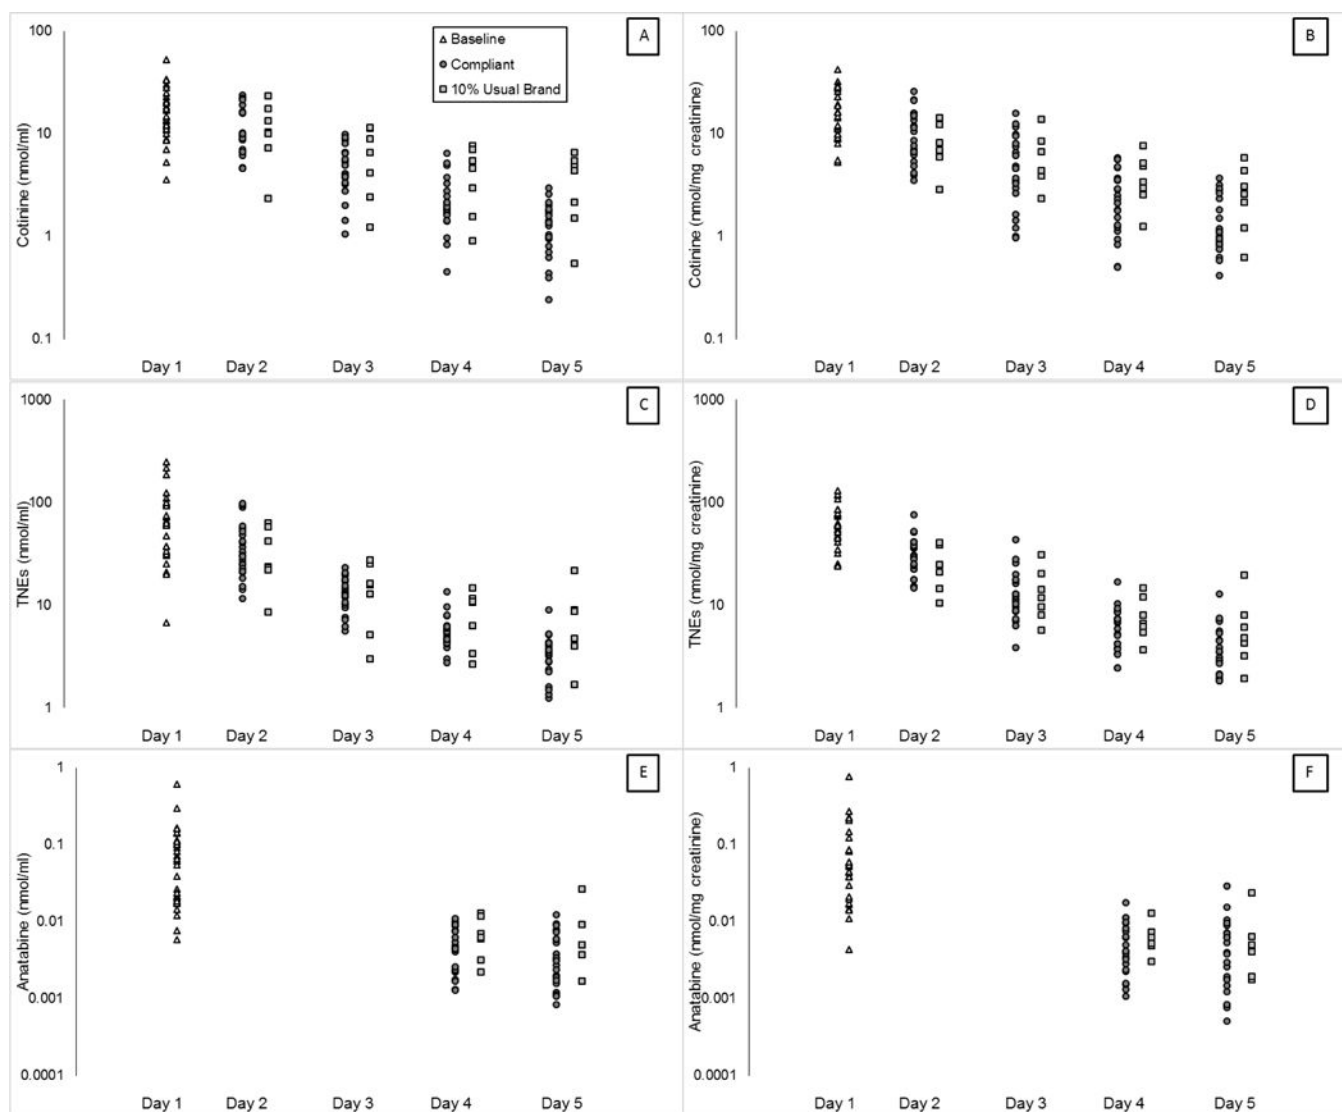 100
10
1
0.1
Cotinine (nmol/ml)
△ Baseline
Compliant
10% Usual Brand
A
Day 1 Day 2 Day 3 Day 4 Day 5
100
10
1
0.1
Cotinine (nmol/mg creatinine)
B
Day 1 Day 2 Day 3 Day 4 Day 5
1000
100
10
1
TNEs (nmol/ml)
C
Day 1 Day 2 Day 3 Day 4 Day 5
1000
100
10
1
TNEs (nmol/mg creatinine)
D
Day 1 Day 2 Day 3 Day 4 Day 5
1
0.1
0.01
0.001
0.0001
Anatabine (nmol/ml)
E
Day 1 Day 2 Day 3 Day 4 Day 5
1
0.1
0.01
0.001
0.0001
Anatabine (nmol/mg creatinine)
F
Day 1 Day 2 Day 3 Day 4 Day 5